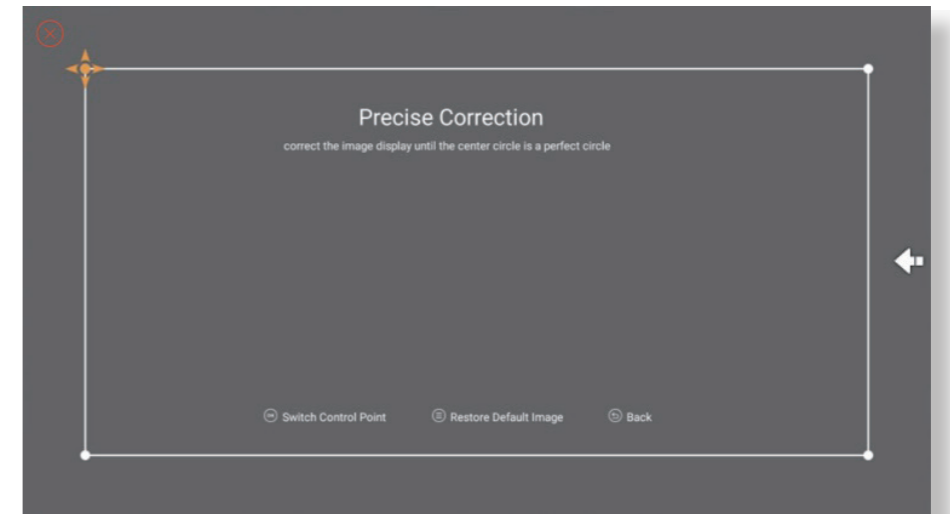 Precise Correction
correct the image display until the center circle is a perfect circle
Switch Control Point
Restore Default Image
Back